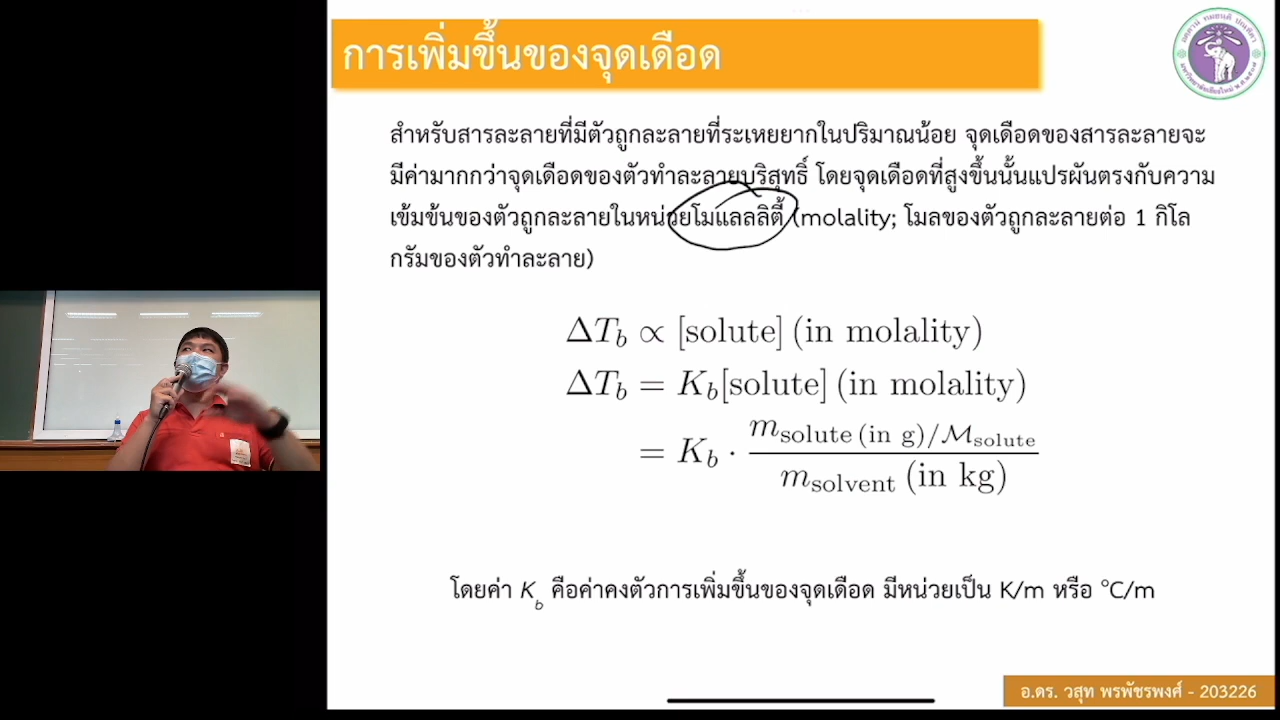 การเพิ่มขึ้นของจุดเดือด
สำหรับสารละลายที่มีตัวถูกละลายที่ระเหยยากในปริมาณน้อย จุดเดือดของสารละลายจะ
มีค่ามากกว่าจุดเดือดของตัวทำละลายบริสุทธิ์ โดยจุดเดือดที่สูงขึ้นนั้นแปรผันตรงกับความ
เข้มข้นของตัวถูกละลายในหน่วยโมแลลลิตี้ (molality; โมลของตัวถูกละลายต่อ 1 กิโล
กรัมของตัวทำละลาย)
ΔT_b ∝ [solute] (in molality)
ΔT_b = K_b[solute] (in molality)
= K_b · m_solute (in g)/ℳ_solute
m_solvent (in kg)
โดยค่า K_b คือค่าคงตัวการเพิ่มขึ้นของจุดเดือด มีหน่วยเป็น K/m หรือ °C/m
อ.ดร. วสุท พรพัชรพงศ์ - 203226